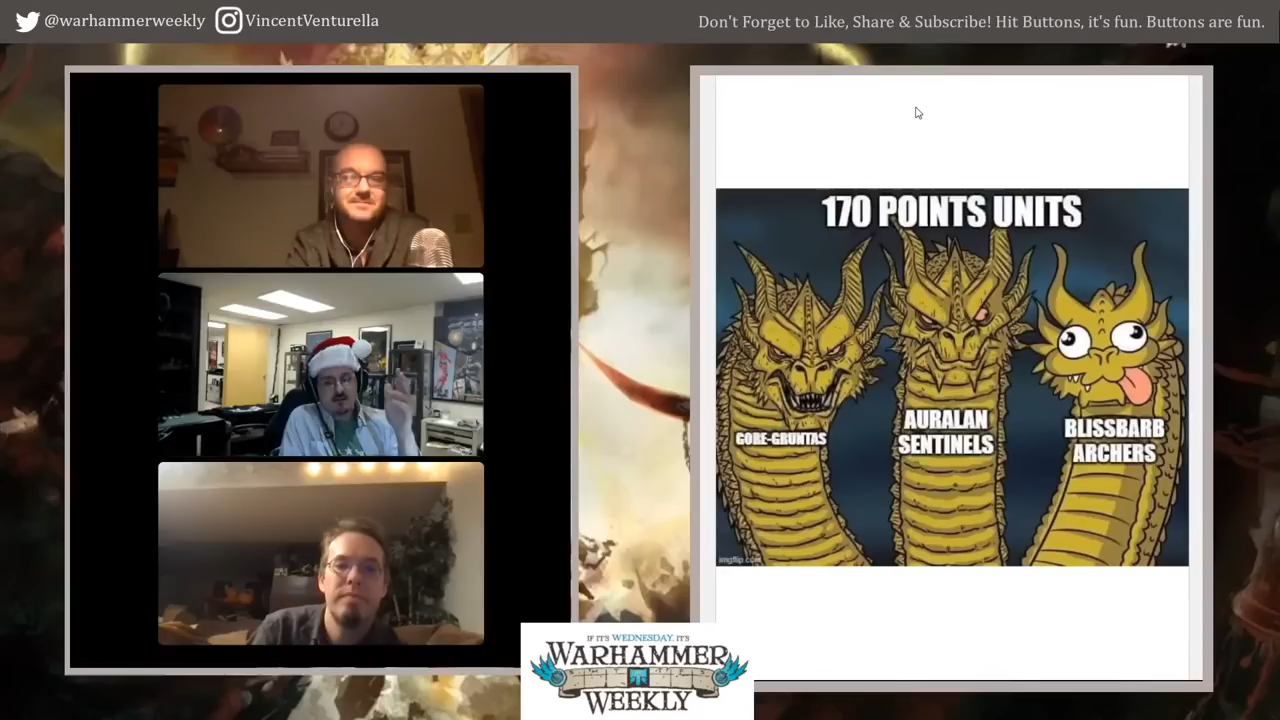 @warhammerweekly VincentVenturella
Don't Forget to Like, Share & Subscribe! Hit Buttons, it's fun. Buttons are fun.
170 POINTS UNITS
GORE-GRUNTAS
AURALAN
SENTINELS
BLISSBARB
ARCHERS
imgflip.com
IF IT'S WEDNESDAY, IT'S
WARHAMMER
WEEKLY